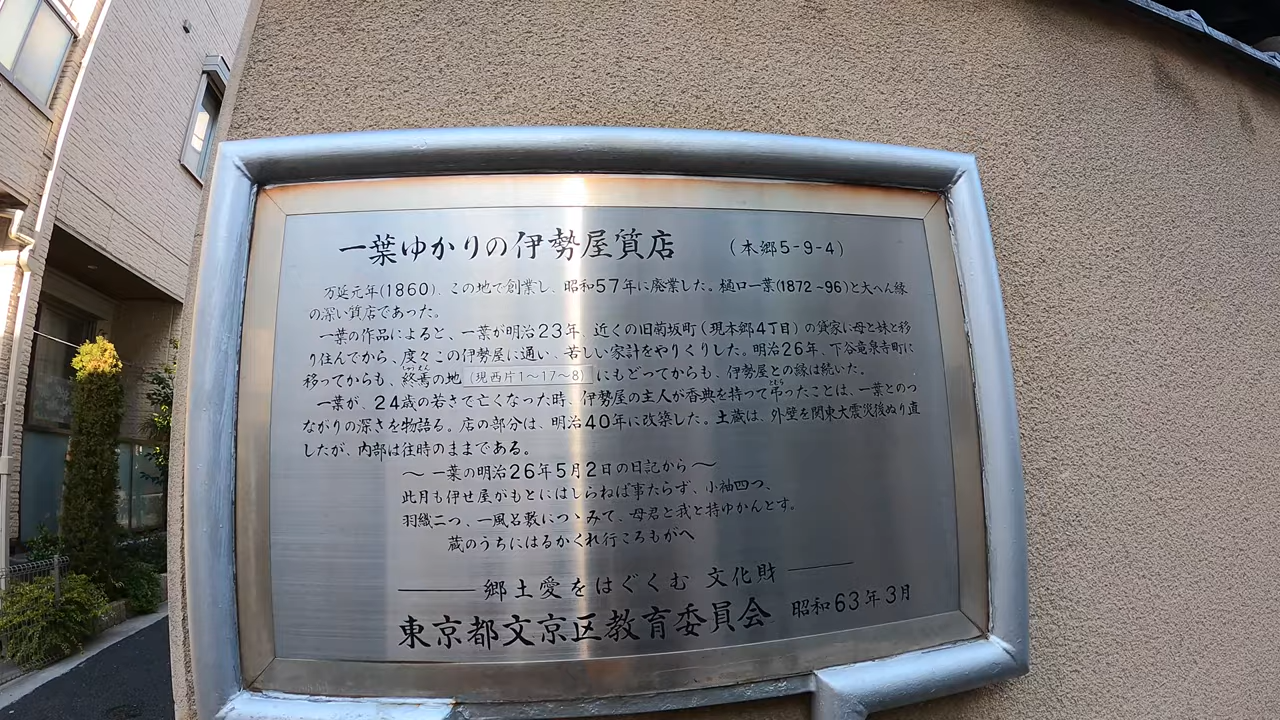 一葉ゆかりの伊勢屋質店 (本郷5-9-4)
万延元年(1860)、この地で創業し、昭和57年に廃業した。樋口一葉(1872~96)と大へん縁
の深い質店であった。
一葉の作品によると、一葉が明治23年、近くの旧菊坂町(現本郷4丁目)の貸家に母と妹と移
り住んでから、度々この伊勢屋に通い、苦しい家計をやりくりした。明治26年、下谷竜泉寺町に
移ってからも、終焉の地(現西片1~17~8)にもどってからも、伊勢屋との縁は続いた。
一葉が、24歳の若さで亡くなった時、伊勢屋の主人が香典を持って弔ったことは、一葉とのつ
ながりの深さを物語る。店の部分は、明治40年に改築した。土蔵は、外壁を関東大震災後ぬり直
したが、内部は往時のままである。
~一葉の明治26年5月2日の日記から~
此月も伊せ屋がもとにはしらねば事たらず、小袖四つ、
羽織二つ、一風呂敷につゝみて、母君と我と持ゆかんとす。
蔵のうちにはるかくれ行ころもがへ
郷土愛をはぐくむ 文化財
東京都文京区教育委員会 昭和63年3月